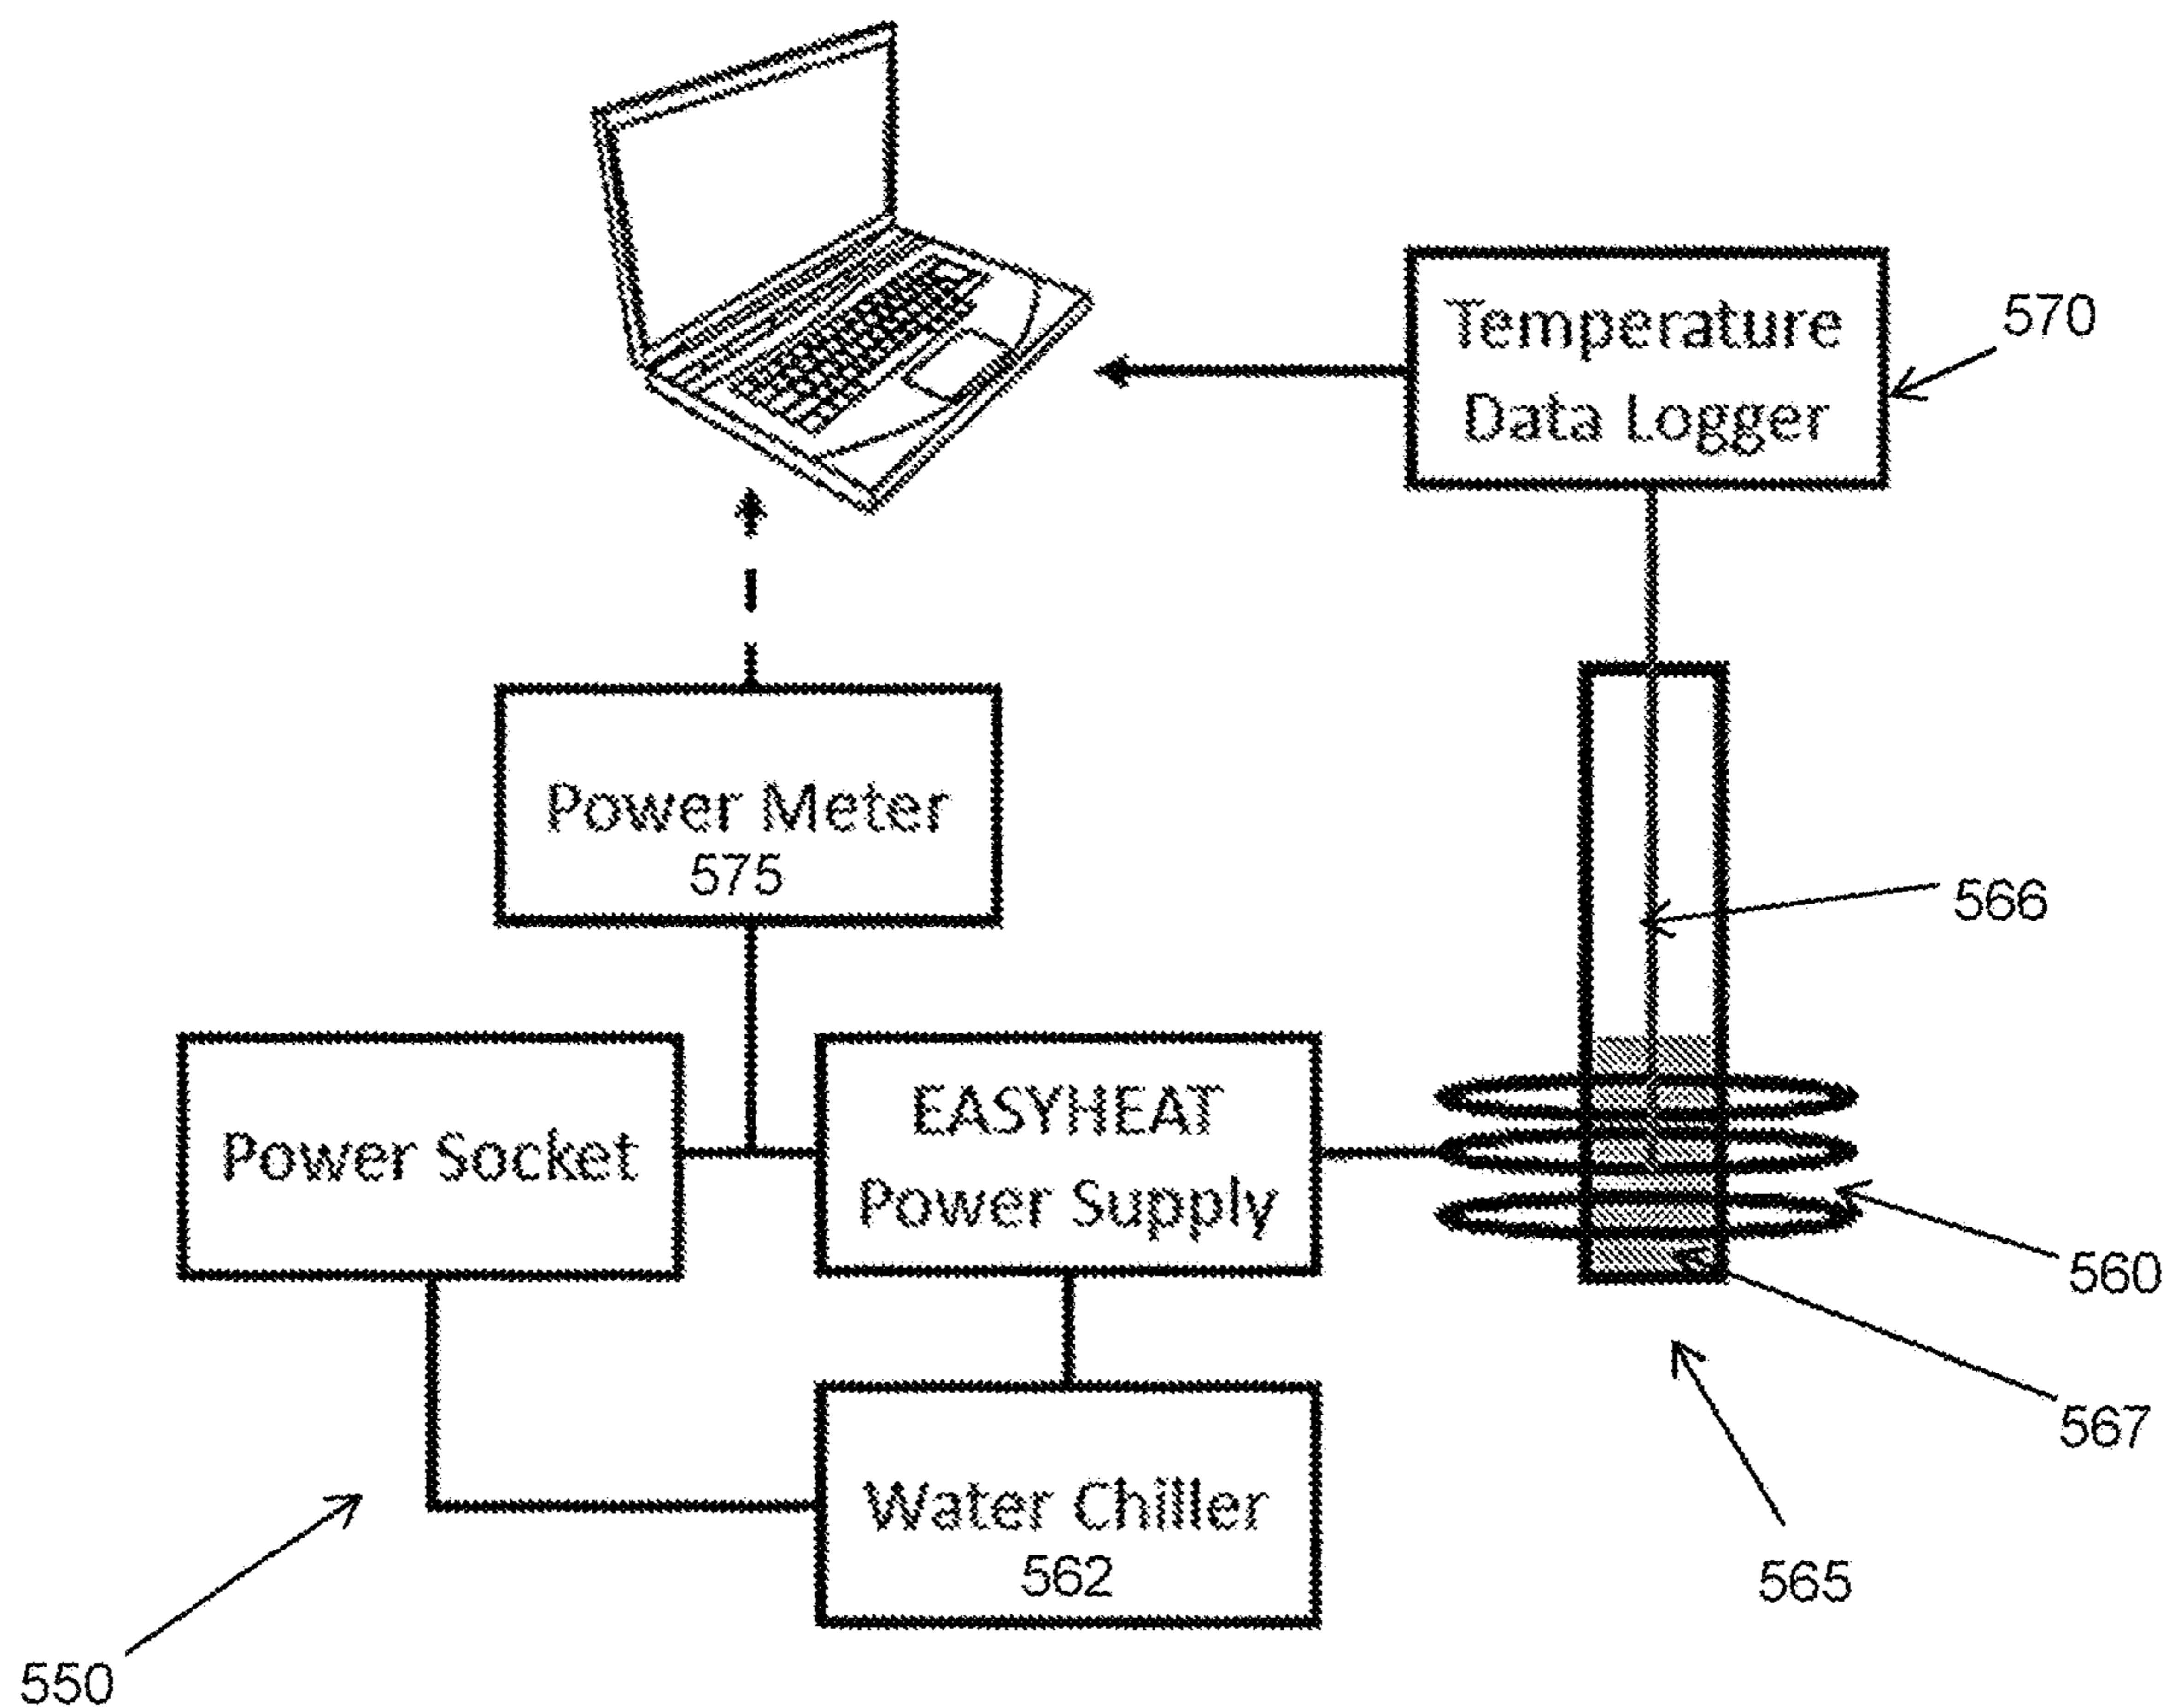 Temperature
Data Logger
570
Power Meter
575
566
Power Socket
EASYHEAT
Power Supply
560
567
Water Chiller
562
565
550